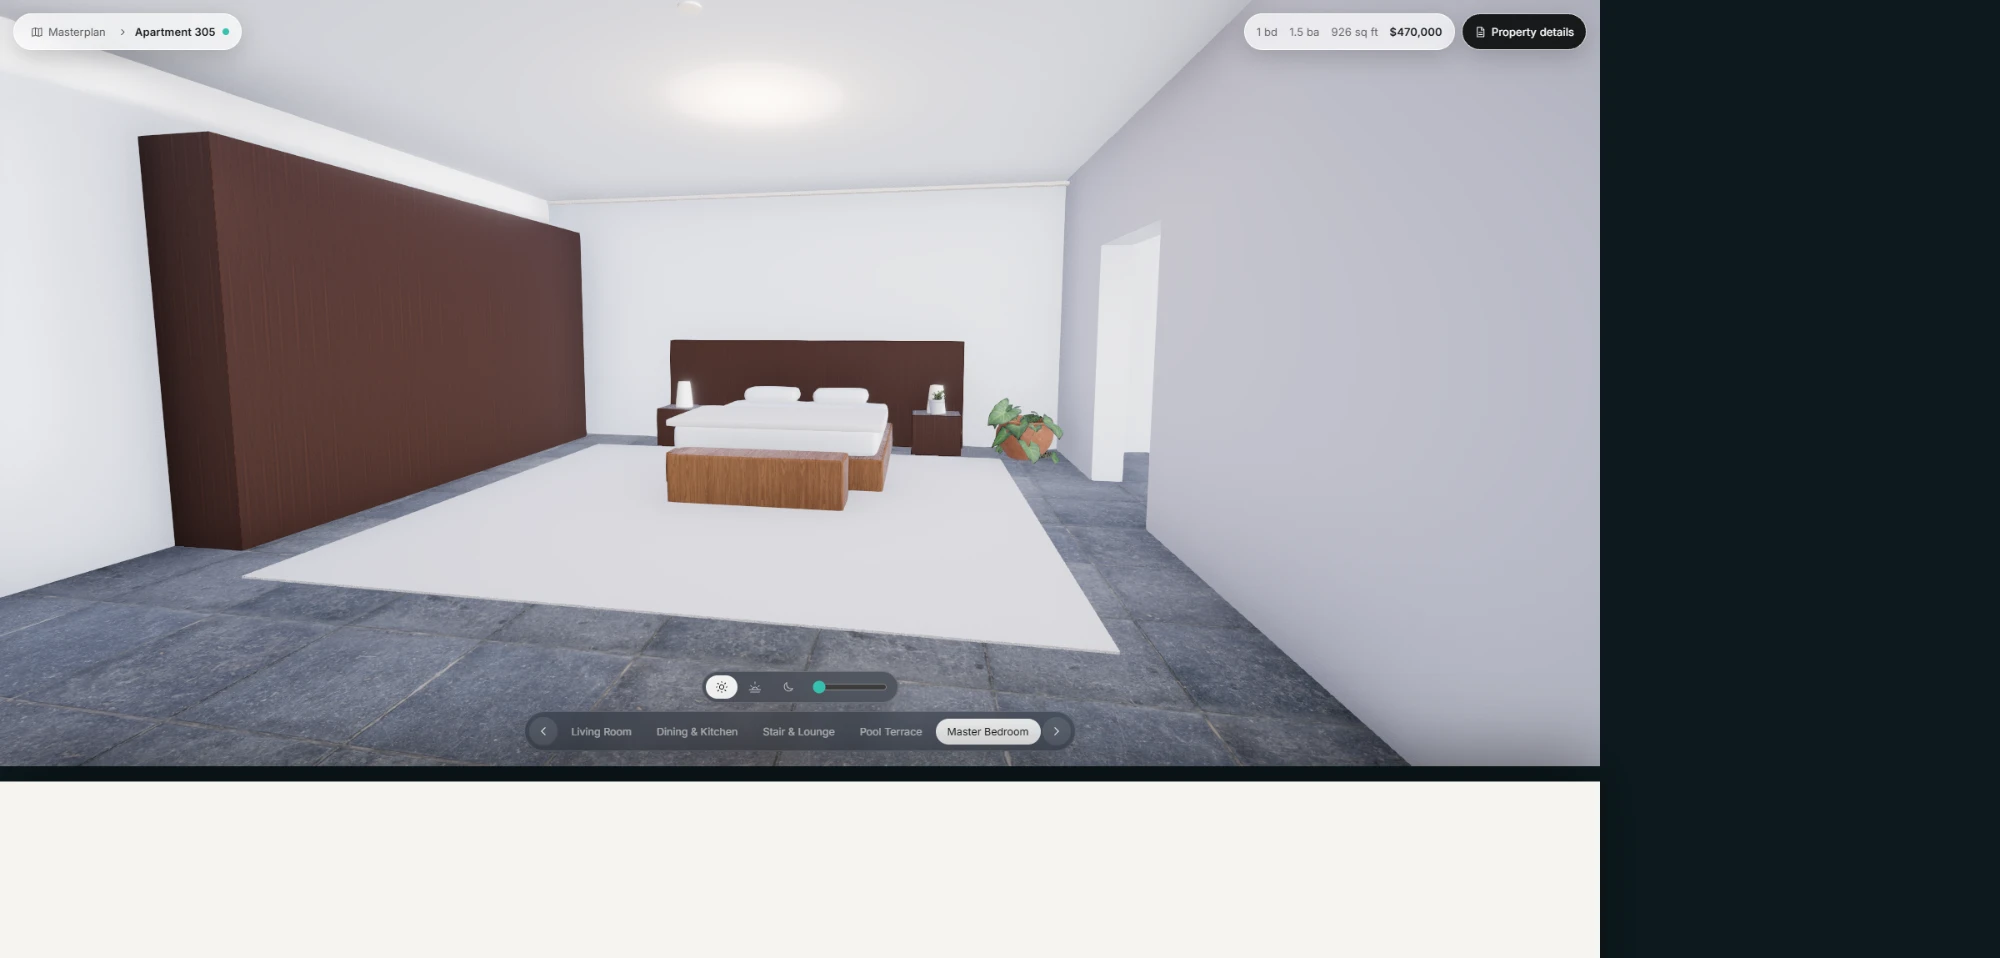 Masterplan > Apartment 305
1 bd 1.5 ba 926 sq ft $470,000
Property details
Living Room Dining & Kitchen Stair & Lounge Pool Terrace Master Bedroom